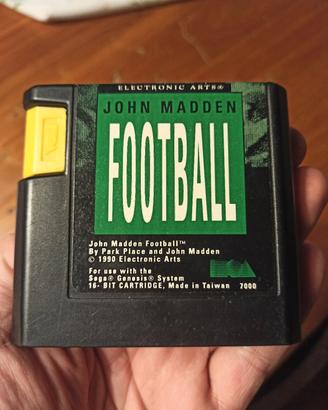 ELECTRONIC ARTS®
JOHN MADDEN
FOOTBALL
John Madden Football™
By Park Place and John Madden
© 1990 Electronic Arts
For use with the
Sega® Genesis® System
16- BIT CARTRIDGE, Made in Taiwan 7000